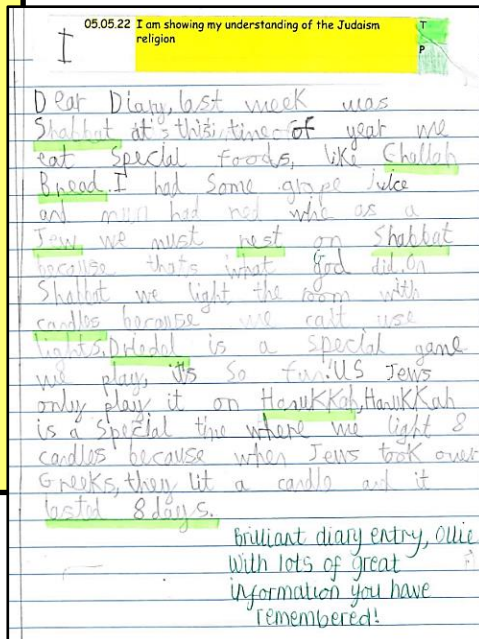 05.05.22 I am showing my understanding of the Judaism
religion
T
P
I
Dear Diary, last week was
Shabbat at's this time of year we
eat special foods, like Challah
Bread. I had some grape juice
and mum had red whe as a
Jew we must rest on Shabbat
because thats what god did. On
Shabbat we light the room with
candles because we cat use
lights. Driedal is a special game
we play, it's so fun! US Jews
only play it on Hanukkah, Hanukkah
is a special time where we light 8
candles because when Jews took over
Greeks, they lit a candle and it
lasted 8 days.
Brilliant diary entry, Ollie
with lots of great
information you have
remembered!